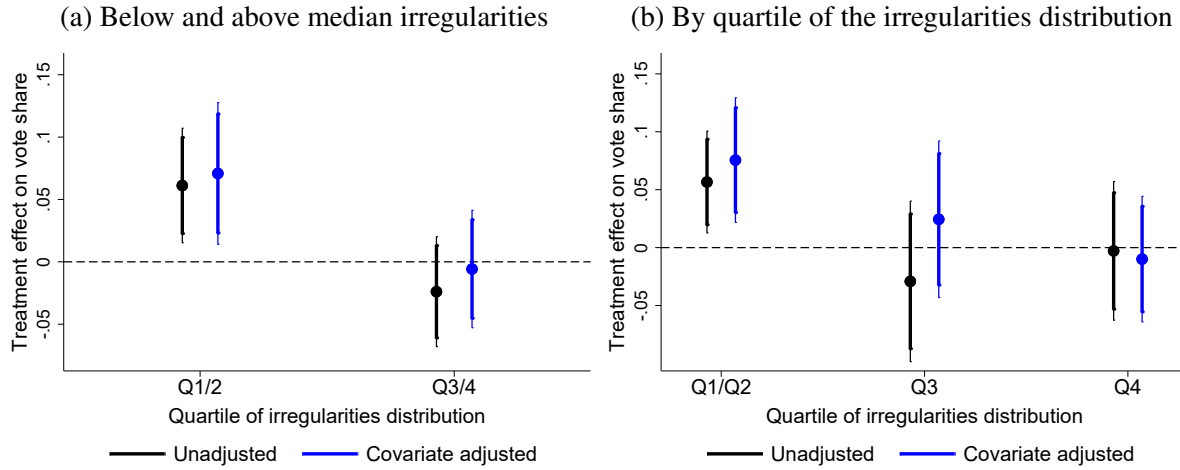 (a) Below and above median irregularities
Treatment effect on vote share
.15
.1
.05
0
-.05
Q1/2
Q3/4
Quartile of irregularities distribution
Unadjusted
Covariate adjusted
(b) By quartile of the irregularities distribution
Treatment effect on vote share
.15
.1
.05
0
-.05
Q1/Q2
Q3
Q4
Quartile of irregularities distribution
Unadjusted
Covariate adjusted